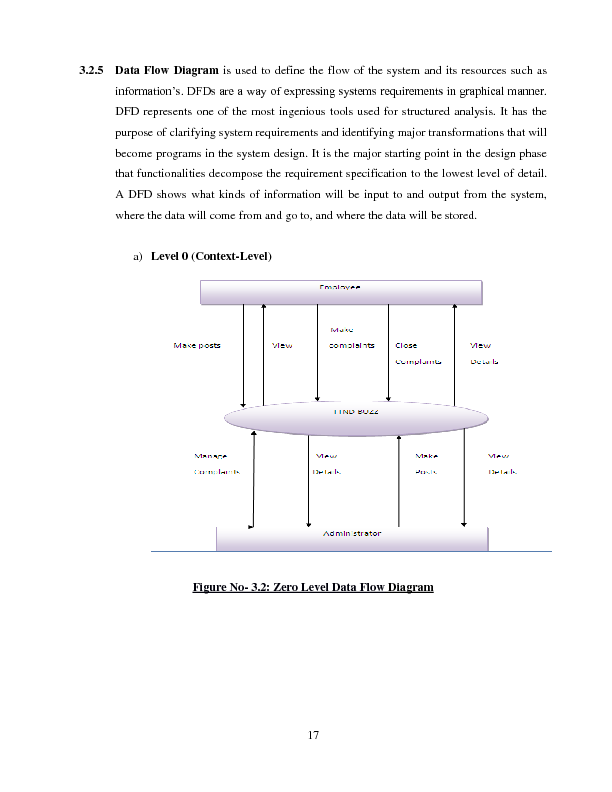 3.2.5 Data Flow Diagram is used to define the flow of the system and its resources such as
information's. DFDs are a way of expressing systems requirements in graphical manner.
DFD represents one of the most ingenious tools used for structured analysis. It has the
purpose of clarifying system requirements and identifying major transformations that will
become programs in the system design. It is the major starting point in the design phase
that functionalities decompose the requirement specification to the lowest level of detail.
A DFD shows what kinds of information will be input to and output from the system,
where the data will come from and go to, and where the data will be stored.
a) Level 0 (Context-Level)
Employee
Make
Make posts View complaints Close View
Complaints Details
FIND BUZZ
Manage View Make View
Complaints Details Posts Details
Administrator
Figure No- 3.2: Zero Level Data Flow Diagram
17